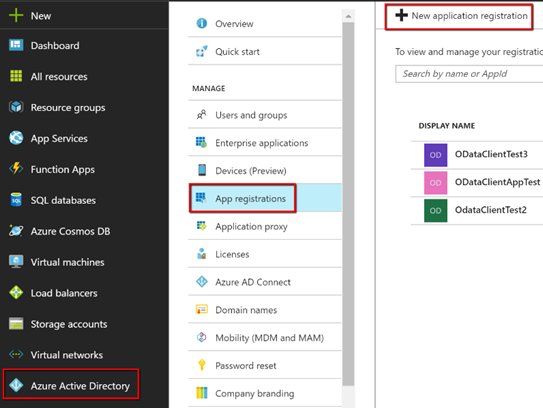 New
Dashboard
All resources
Resource groups
App Services
Function Apps
SQL databases
SQL
Azure Cosmos DB
Virtual machines
Load balancers
Storage accounts
Virtual networks
Azure Active Directory
Overview
Quick start
MANAGE
Users and groups
Enterprise applications
Devices (Preview)
App registrations
Application proxy
Licenses
Azure AD Connect
Domain names
Mobility (MDM and MAM)
Password reset
Company branding
New application registration
To view and manage your registratio
Search by name or AppId
DISPLAY NAME
OD ODataClientTest3
OD ODataClientAppTest
OD OdataClientTest2